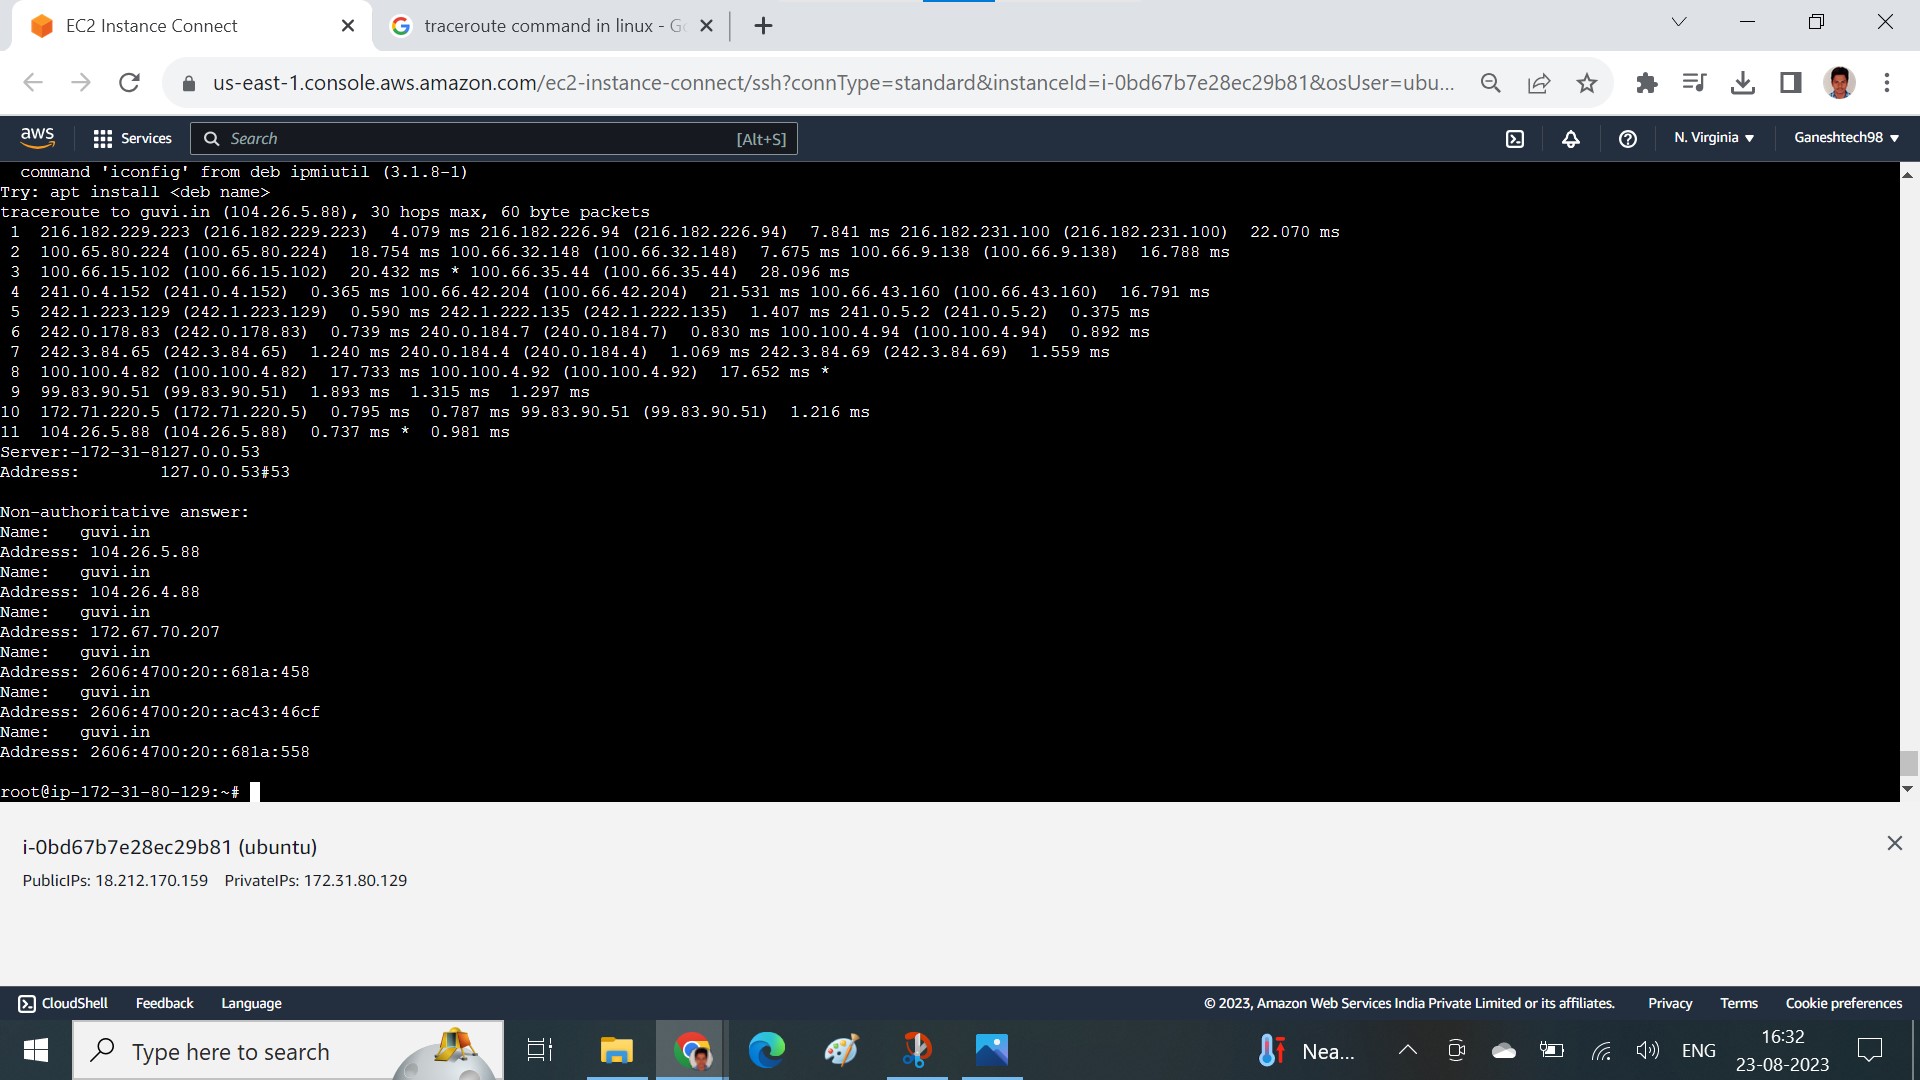 EC2 Instance Connect
traceroute command in linux - Go
us-east-1.console.aws.amazon.com/ec2-instance-connect/ssh?connType=standard&instanceId=i-0bd67b7e28ec29b81&osUser=ubu...
aws Services Search [Alt+S] N. Virginia Ganeshtech98
command 'iconfig' from deb ipmiutil (3.1.8-1)
Try: apt install <deb name>
traceroute to guvi.in (104.26.5.88), 30 hops max, 60 byte packets
1 216.182.229.223 (216.182.229.223) 4.079 ms 216.182.226.94 (216.182.226.94) 7.841 ms 216.182.231.100 (216.182.231.100) 22.070 ms
2 100.65.80.224 (100.65.80.224) 18.754 ms 100.66.32.148 (100.66.32.148) 7.675 ms 100.66.9.138 (100.66.9.138) 16.788 ms
3 100.66.15.102 (100.66.15.102) 20.432 ms * 100.66.35.44 (100.66.35.44) 28.096 ms
4 241.0.4.152 (241.0.4.152) 0.365 ms 100.66.42.204 (100.66.42.204) 21.531 ms 100.66.43.160 (100.66.43.160) 16.791 ms
5 242.1.223.129 (242.1.223.129) 0.590 ms 242.1.222.135 (242.1.222.135) 1.407 ms 241.0.5.2 (241.0.5.2) 0.375 ms
6 242.0.178.83 (242.0.178.83) 0.739 ms 240.0.184.7 (240.0.184.7) 0.830 ms 100.100.4.94 (100.100.4.94) 0.892 ms
7 242.3.84.65 (242.3.84.65) 1.240 ms 240.0.184.4 (240.0.184.4) 1.069 ms 242.3.84.69 (242.3.84.69) 1.559 ms
8 100.100.4.82 (100.100.4.82) 17.733 ms 100.100.4.92 (100.100.4.92) 17.652 ms *
9 99.83.90.51 (99.83.90.51) 1.893 ms 1.315 ms 1.297 ms
10 172.71.220.5 (172.71.220.5) 0.795 ms 0.787 ms 99.83.90.51 (99.83.90.51) 1.216 ms
11 104.26.5.88 (104.26.5.88) 0.737 ms * 0.981 ms
Server:-172-31-8127.0.0.53
Address: 127.0.0.53#53
Non-authoritative answer:
Name: guvi.in
Address: 104.26.5.88
Name: guvi.in
Address: 104.26.4.88
Name: guvi.in
Address: 172.67.70.207
Name: guvi.in
Address: 2606:4700:20::681a:458
Name: guvi.in
Address: 2606:4700:20::ac43:46cf
Name: guvi.in
Address: 2606:4700:20::681a:558
root@ip-172-31-80-129:~#
i-0bd67b7e28ec29b81 (ubuntu)
PublicIPs: 18.212.170.159 PrivateIPs: 172.31.80.129
CloudShell Feedback Language © 2023, Amazon Web Services India Private Limited or its affiliates. Privacy Terms Cookie preferences
Type here to search Nea... ENG 16:32
23-08-2023